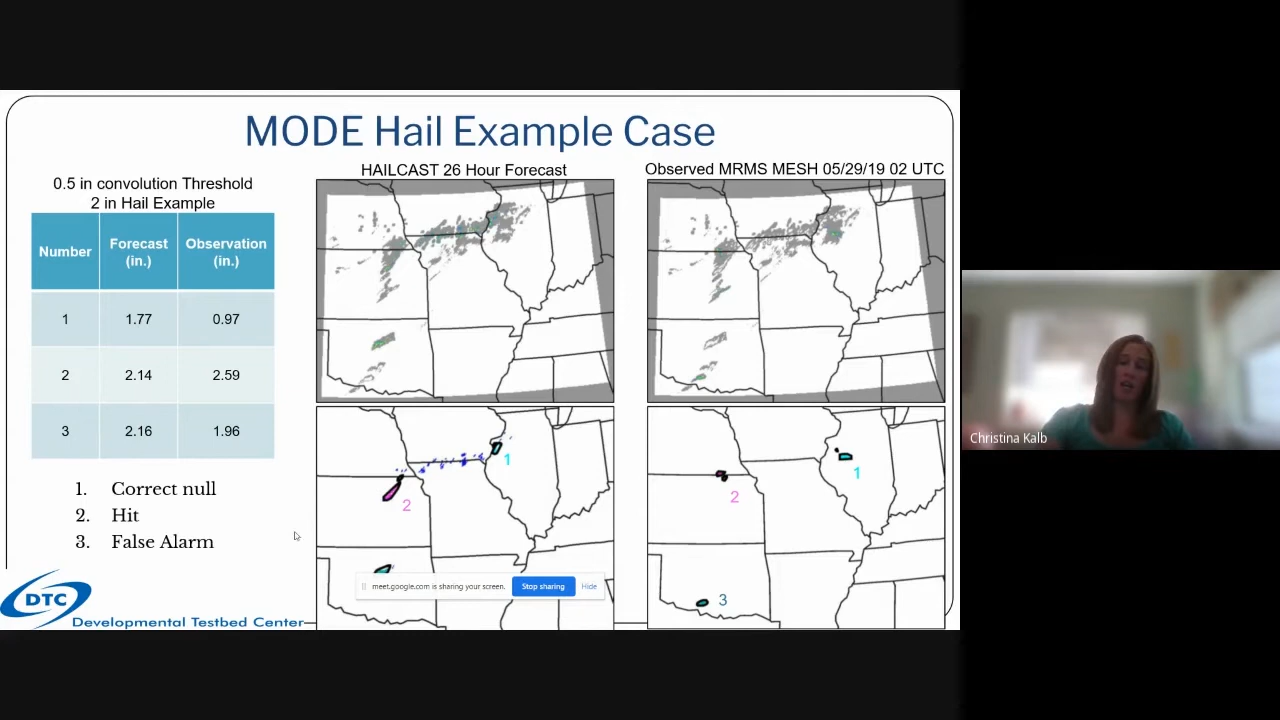 MODE Hail Example Case
0.5 in convolution Threshold
2 in Hail Example
Number Forecast (in.) Observation (in.)
1 1.77 0.97
2 2.14 2.59
3 2.16 1.96
1. Correct null
2. Hit
3. False Alarm
HAILCAST 26 Hour Forecast
Observed MRMS MESH 05/29/19 02 UTC
1
2
1
2
3
meet.google.com is sharing your screen. Stop sharing Hide
DTC
Developmental Testbed Center
Christina Kalb